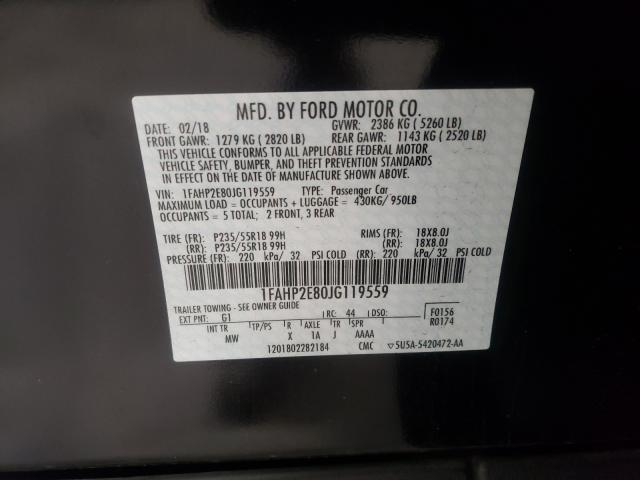 MFD. BY FORD MOTOR CO.
DATE: 02/18 GVWR: 2386 KG ( 5260 LB)
FRONT GAWR: 1279 KG ( 2820 LB) REAR GAWR: 1143 KG ( 2520 LB)
THIS VEHICLE CONFORMS TO ALL APPLICABLE FEDERAL MOTOR
VEHICLE SAFETY, BUMPER, AND THEFT PREVENTION STANDARDS
IN EFFECT ON THE DATE OF MANUFACTURE SHOWN ABOVE.
VIN: 1FAHP2E80JG119559 TYPE: Passenger Car
MAXIMUM LOAD = OCCUPANTS + LUGGAGE = 430KG/ 950LB
OCCUPANTS = 5 TOTAL; 2 FRONT, 3 REAR
TIRE (FR): P235/55R18 99H RIMS (FR): 18X8.0J
(RR): P235/55R18 99H (RR): 18X8.0J
PRESSURE (FR): 220 kPa/ 32 PSI COLD (RR): 220 kPa/ 32 PSI COLD
1FAHP2E80JG119559
TRAILER TOWING - SEE OWNER GUIDE
EXT PNT: G1 RC: 44 DSO: F0156
INT TR TP/PS R AXLE TR SPR R0174
MW X 1A J AAAA
1201802282184 CMC ▽5U5A-5420472-AA